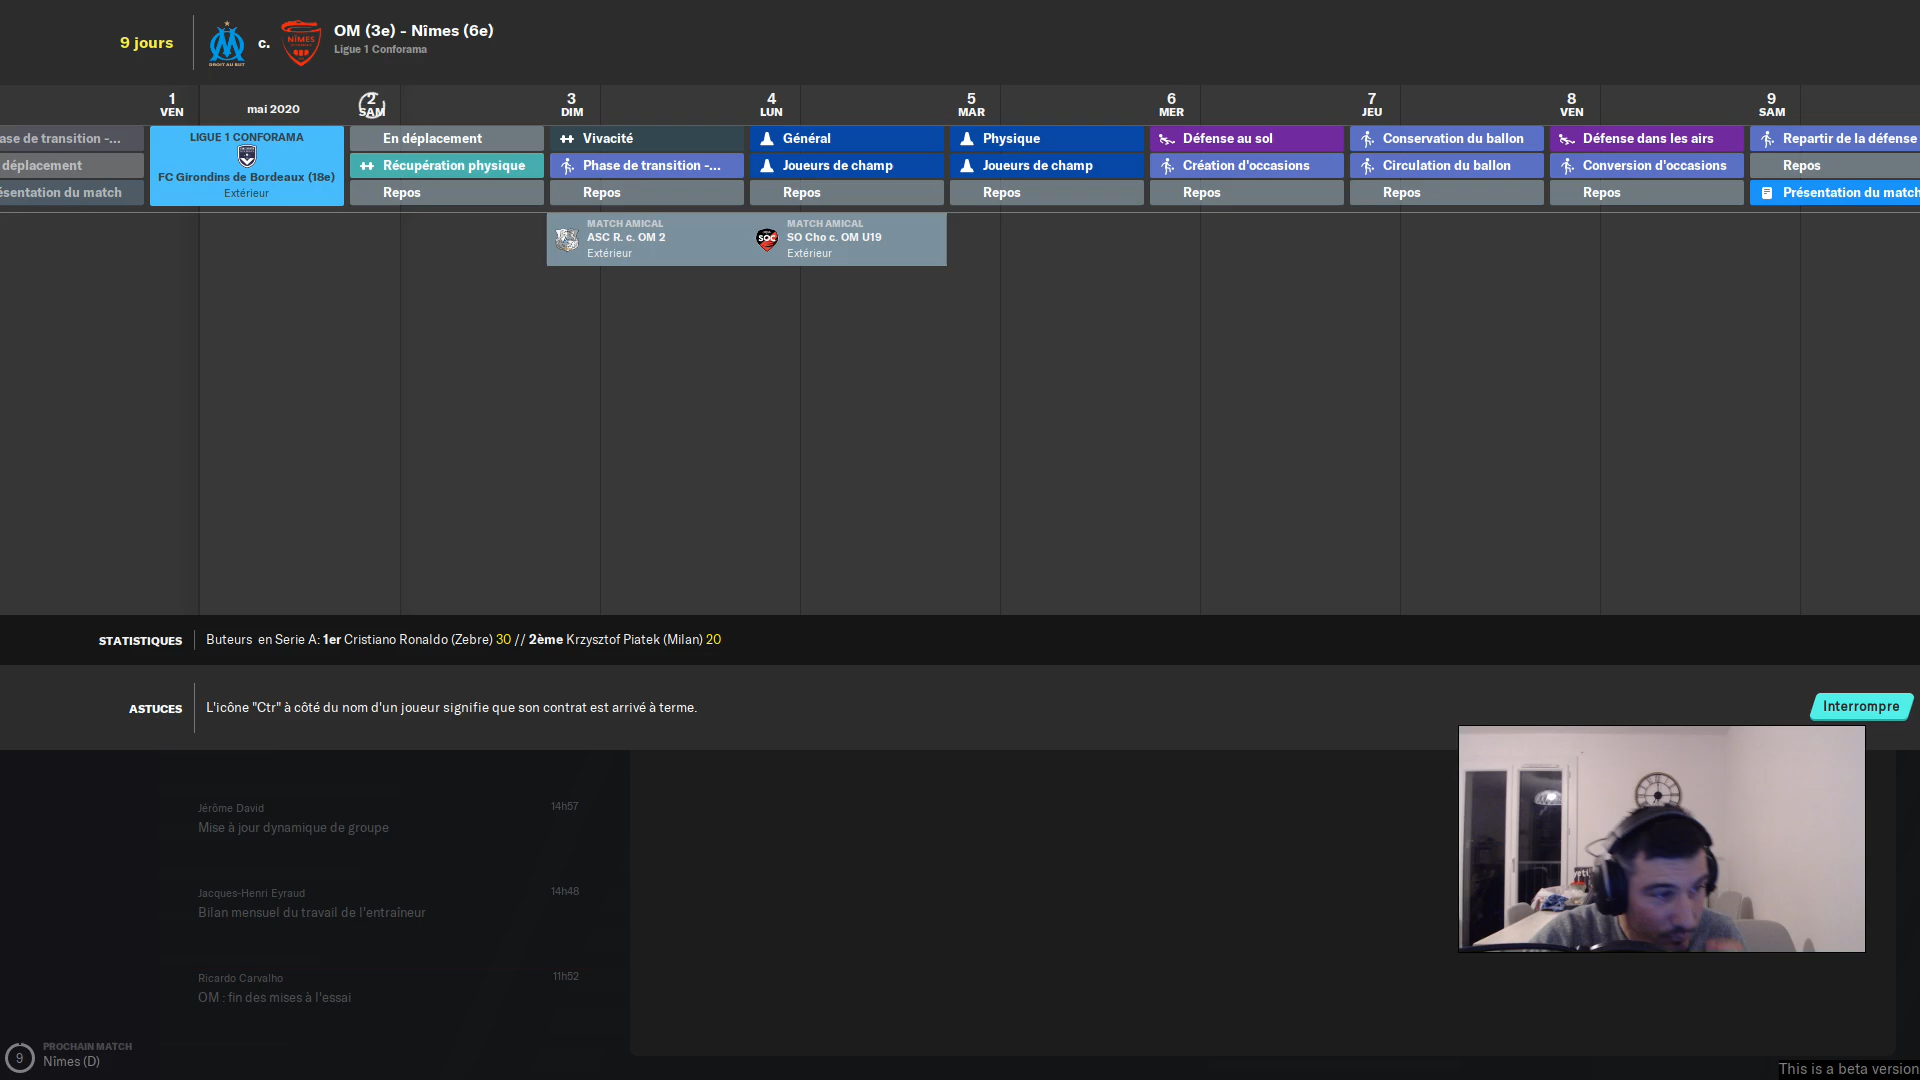 9 jours
c.
OM (3e) - Nîmes (6e)
Ligue 1 Conforama
NÎMES
DROIT AU BUT
1
VEN
mai 2020
2
SAM
3
DIM
4
LUN
5
MAR
6
MER
7
JEU
8
VEN
9
SAM
ase de transition -...
déplacement
ésentation du match
LIGUE 1 CONFORAMA
FC Girondins de Bordeaux (18e)
Extérieur
En déplacement
Récupération physique
Repos
Vivacité
Phase de transition -...
Repos
Général
Joueurs de champ
Repos
Physique
Joueurs de champ
Repos
Défense au sol
Création d'occasions
Repos
Conservation du ballon
Circulation du ballon
Repos
Défense dans les airs
Conversion d'occasions
Repos
Repartir de la défense
Repos
Présentation du match
MATCH AMICAL
ASC R. c. OM 2
Extérieur
SOC
MATCH AMICAL
SO Cho c. OM U19
Extérieur
STATISTIQUES
Buteurs en Serie A: 1er Cristiano Ronaldo (Zebre) 30 // 2ème Krzysztof Piatek (Milan) 20
ASTUCES
L'icône "Ctr" à côté du nom d'un joueur signifie que son contrat est arrivé à terme.
Interrompre
Jérôme David
14h57
Mise à jour dynamique de groupe
Jacques-Henri Eyraud
14h48
Bilan mensuel du travail de l'entraîneur
Ricardo Carvalho
11h52
OM : fin des mises à l'essai
9
PROCHAIN MATCH
Nîmes (D)
This is a beta version